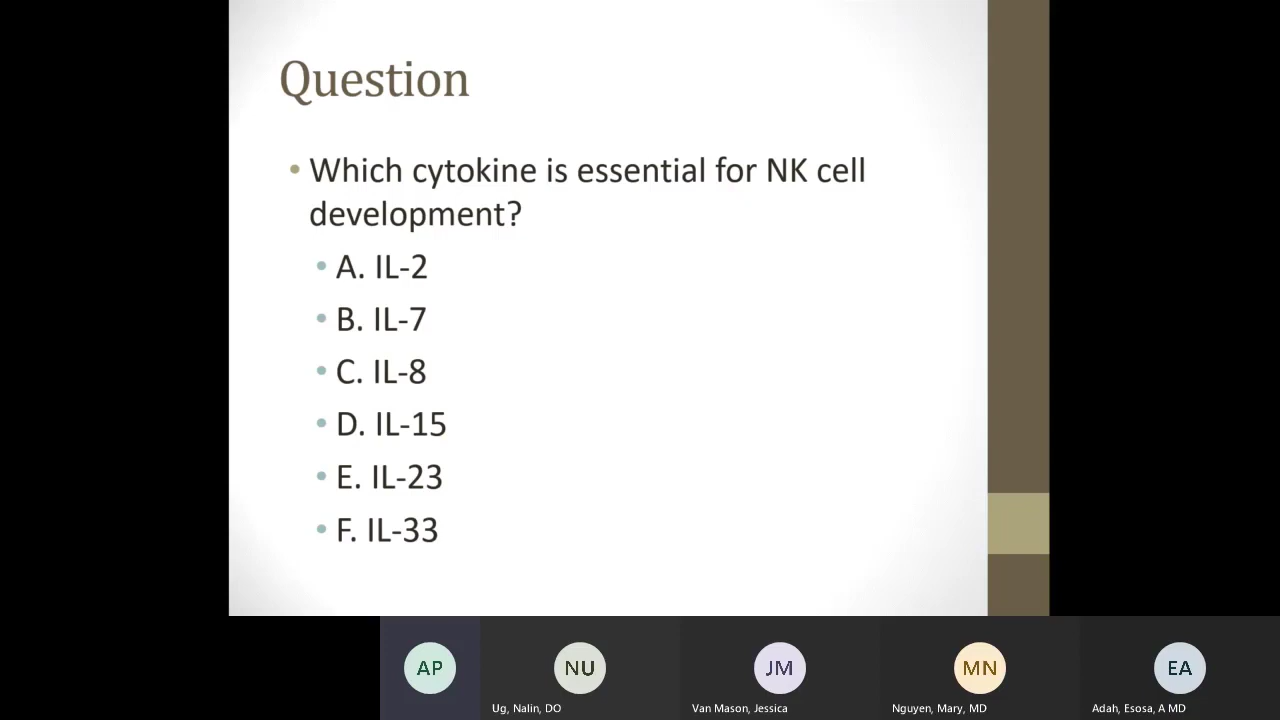 Question
• Which cytokine is essential for NK cell
development?
• A. IL-2
• B. IL-7
• C. IL-8
• D. IL-15
• E. IL-23
• F. IL-33
AP
NU
JM
MN
EA
Ug, Nalin, DO
Van Mason, Jessica
Nguyen, Mary, MD
Adah, Esosa, A MD